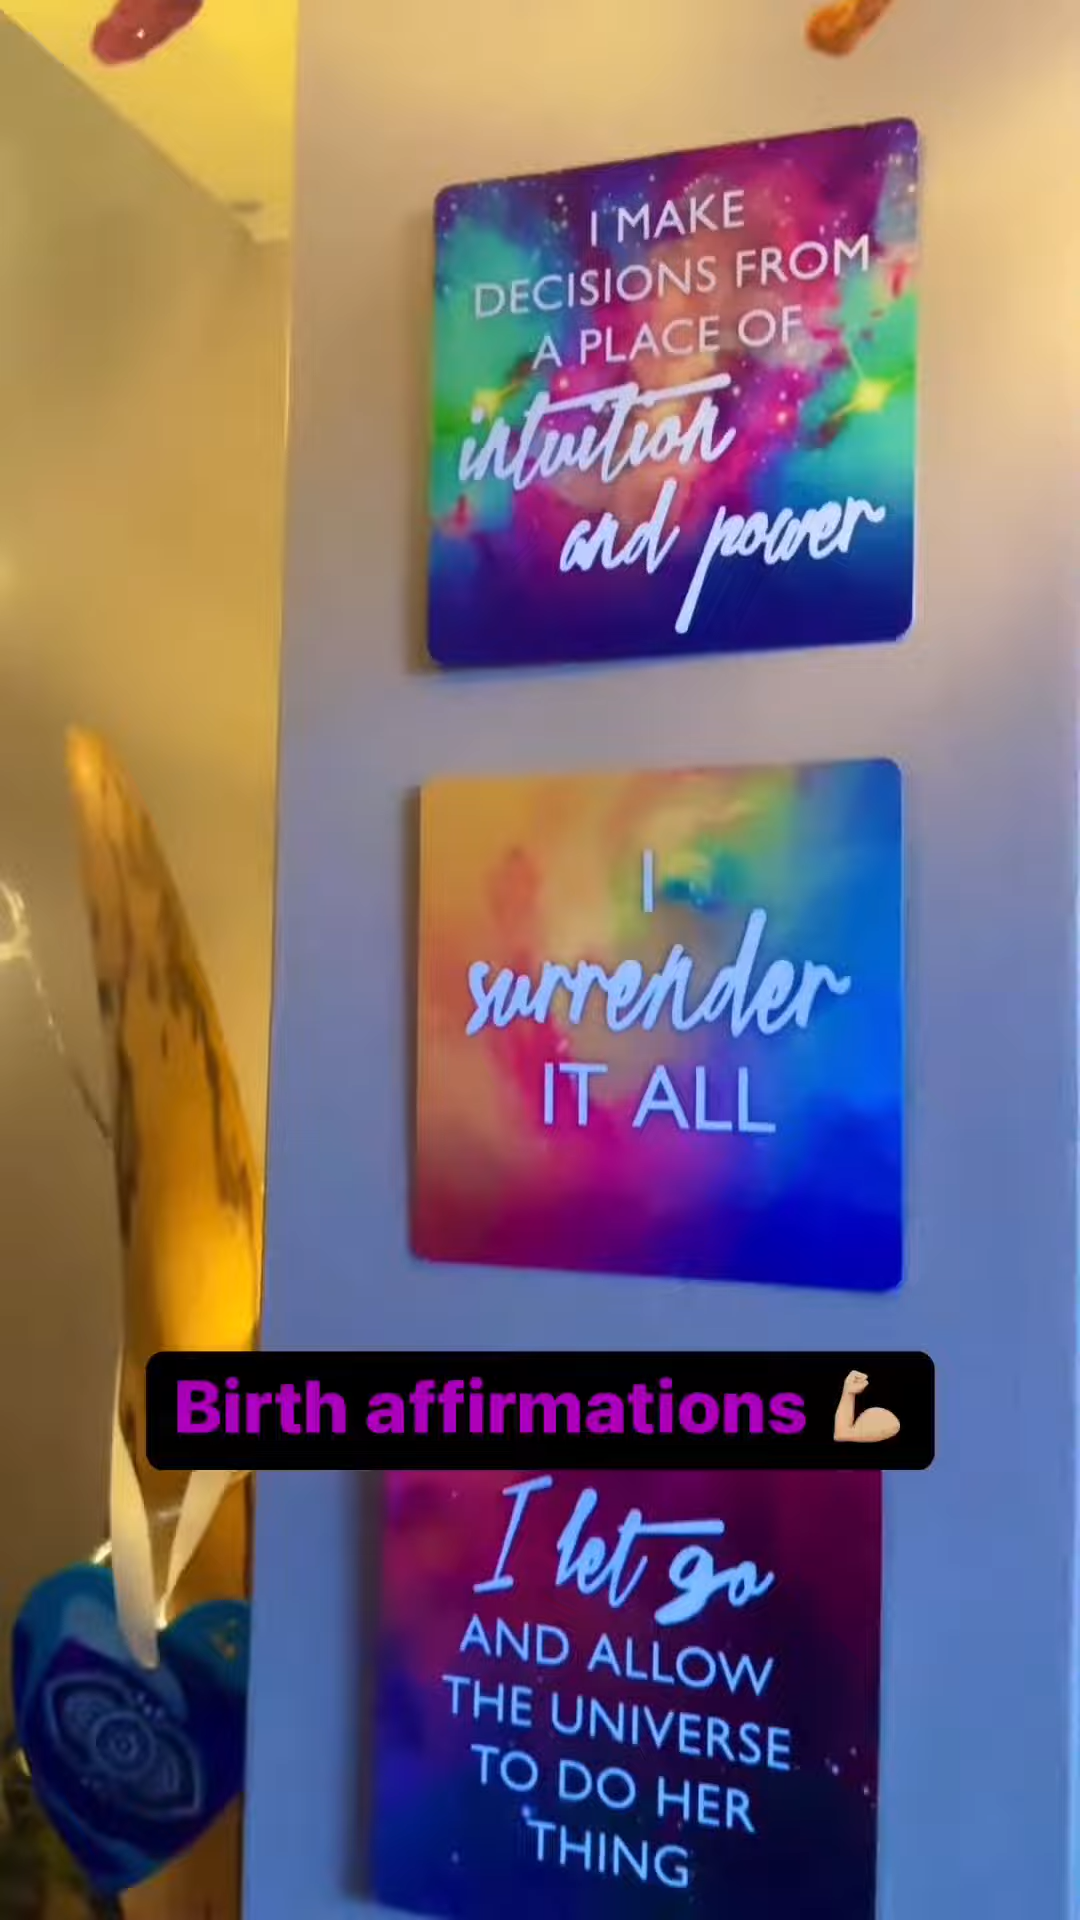 I MAKE
DECISIONS FROM
A PLACE OF
intuition
and power
I
surrender
IT ALL
Birth affirmations 💪🏼
I let go
AND ALLOW
THE UNIVERSE
TO DO HER
THING